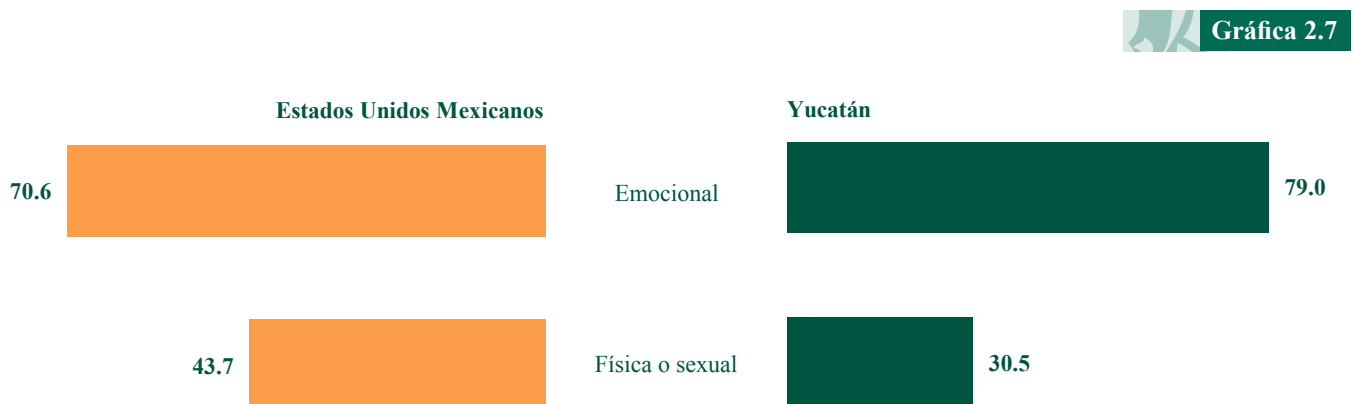 Gráfica 2.7
Estados Unidos Mexicanos
Yucatán
70.6
Emocional
79.0
43.7
Física o sexual
30.5